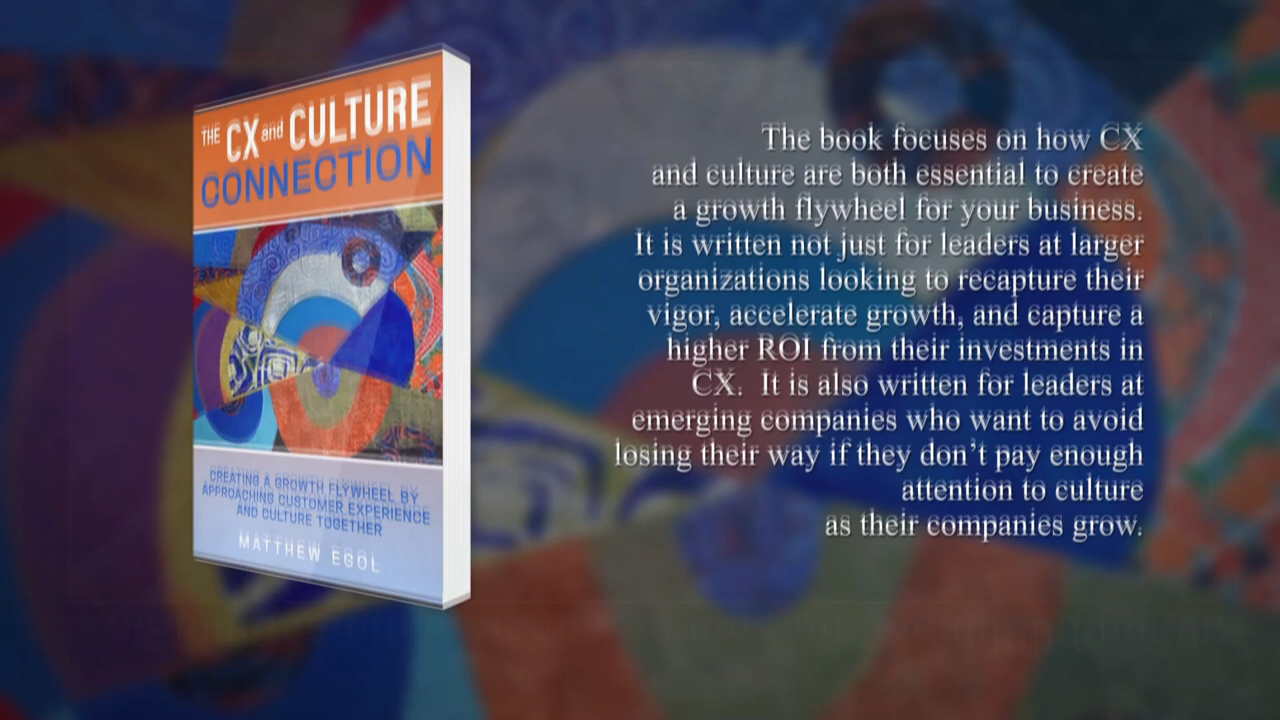 THE CX and CULTURE
CONNECTION
CREATING A GROWTH FLYWHEEL BY
APPROACHING CUSTOMER EXPERIENCE
AND CULTURE TOGETHER
MATTHEW EGOL
The book focuses on how CX
and culture are both essential to create
a growth flywheel for your business.
It is written not just for leaders at larger
organizations looking to recapture their
vigor, accelerate growth, and capture a
higher ROI from their investments in
CX.  It is also written for leaders at
emerging companies who want to avoid
losing their way if they don’t pay enough
attention to culture
as their companies grow.